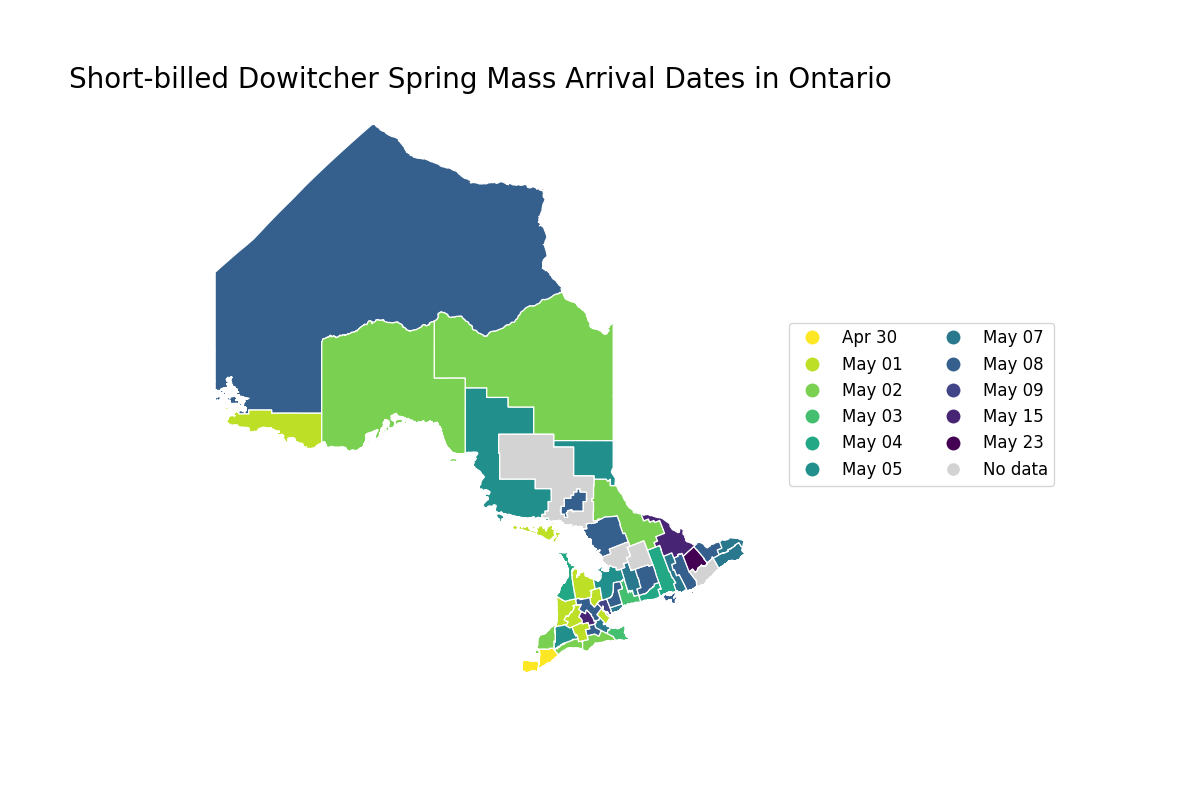 Short-billed Dowitcher Spring Mass Arrival Dates in Ontario
Apr 30
May 01
May 02
May 03
May 04
May 05
May 07
May 08
May 09
May 15
May 23
No data